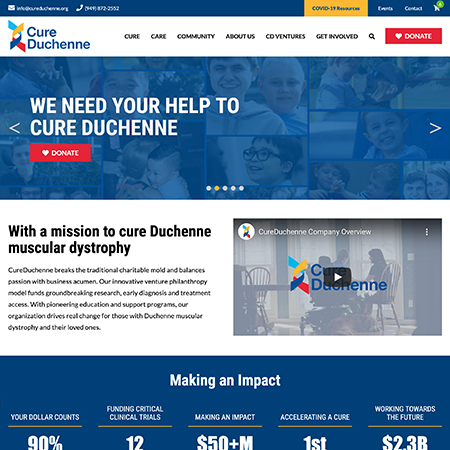 info@cureduchenne.org (949) 872-2552 COVID-19 Resources Events Contact
Cure
Duchenne
CURE CARE COMMUNITY ABOUT US CD VENTURES GET INVOLVED DONATE
WE NEED YOUR HELP TO
CURE DUCHENNE
DONATE
With a mission to cure Duchenne
muscular dystrophy
CureDuchenne breaks the traditional charitable mold and balances
passion with business acumen. Our innovative venture philanthropy
model funds groundbreaking research, early diagnosis and treatment
access. With pioneering education and support programs, our
organization drives real change for those with Duchenne muscular
dystrophy and their loved ones.
CureDuchenne Company Overview
Cure
Duchenne
Making an Impact
YOUR DOLLAR COUNTS
90%
FUNDING CRITICAL
CLINICAL TRIALS
12
MAKING AN IMPACT
$50+M
ACCELERATING A CURE
1st
WORKING TOWARDS
THE FUTURE
$2.3B